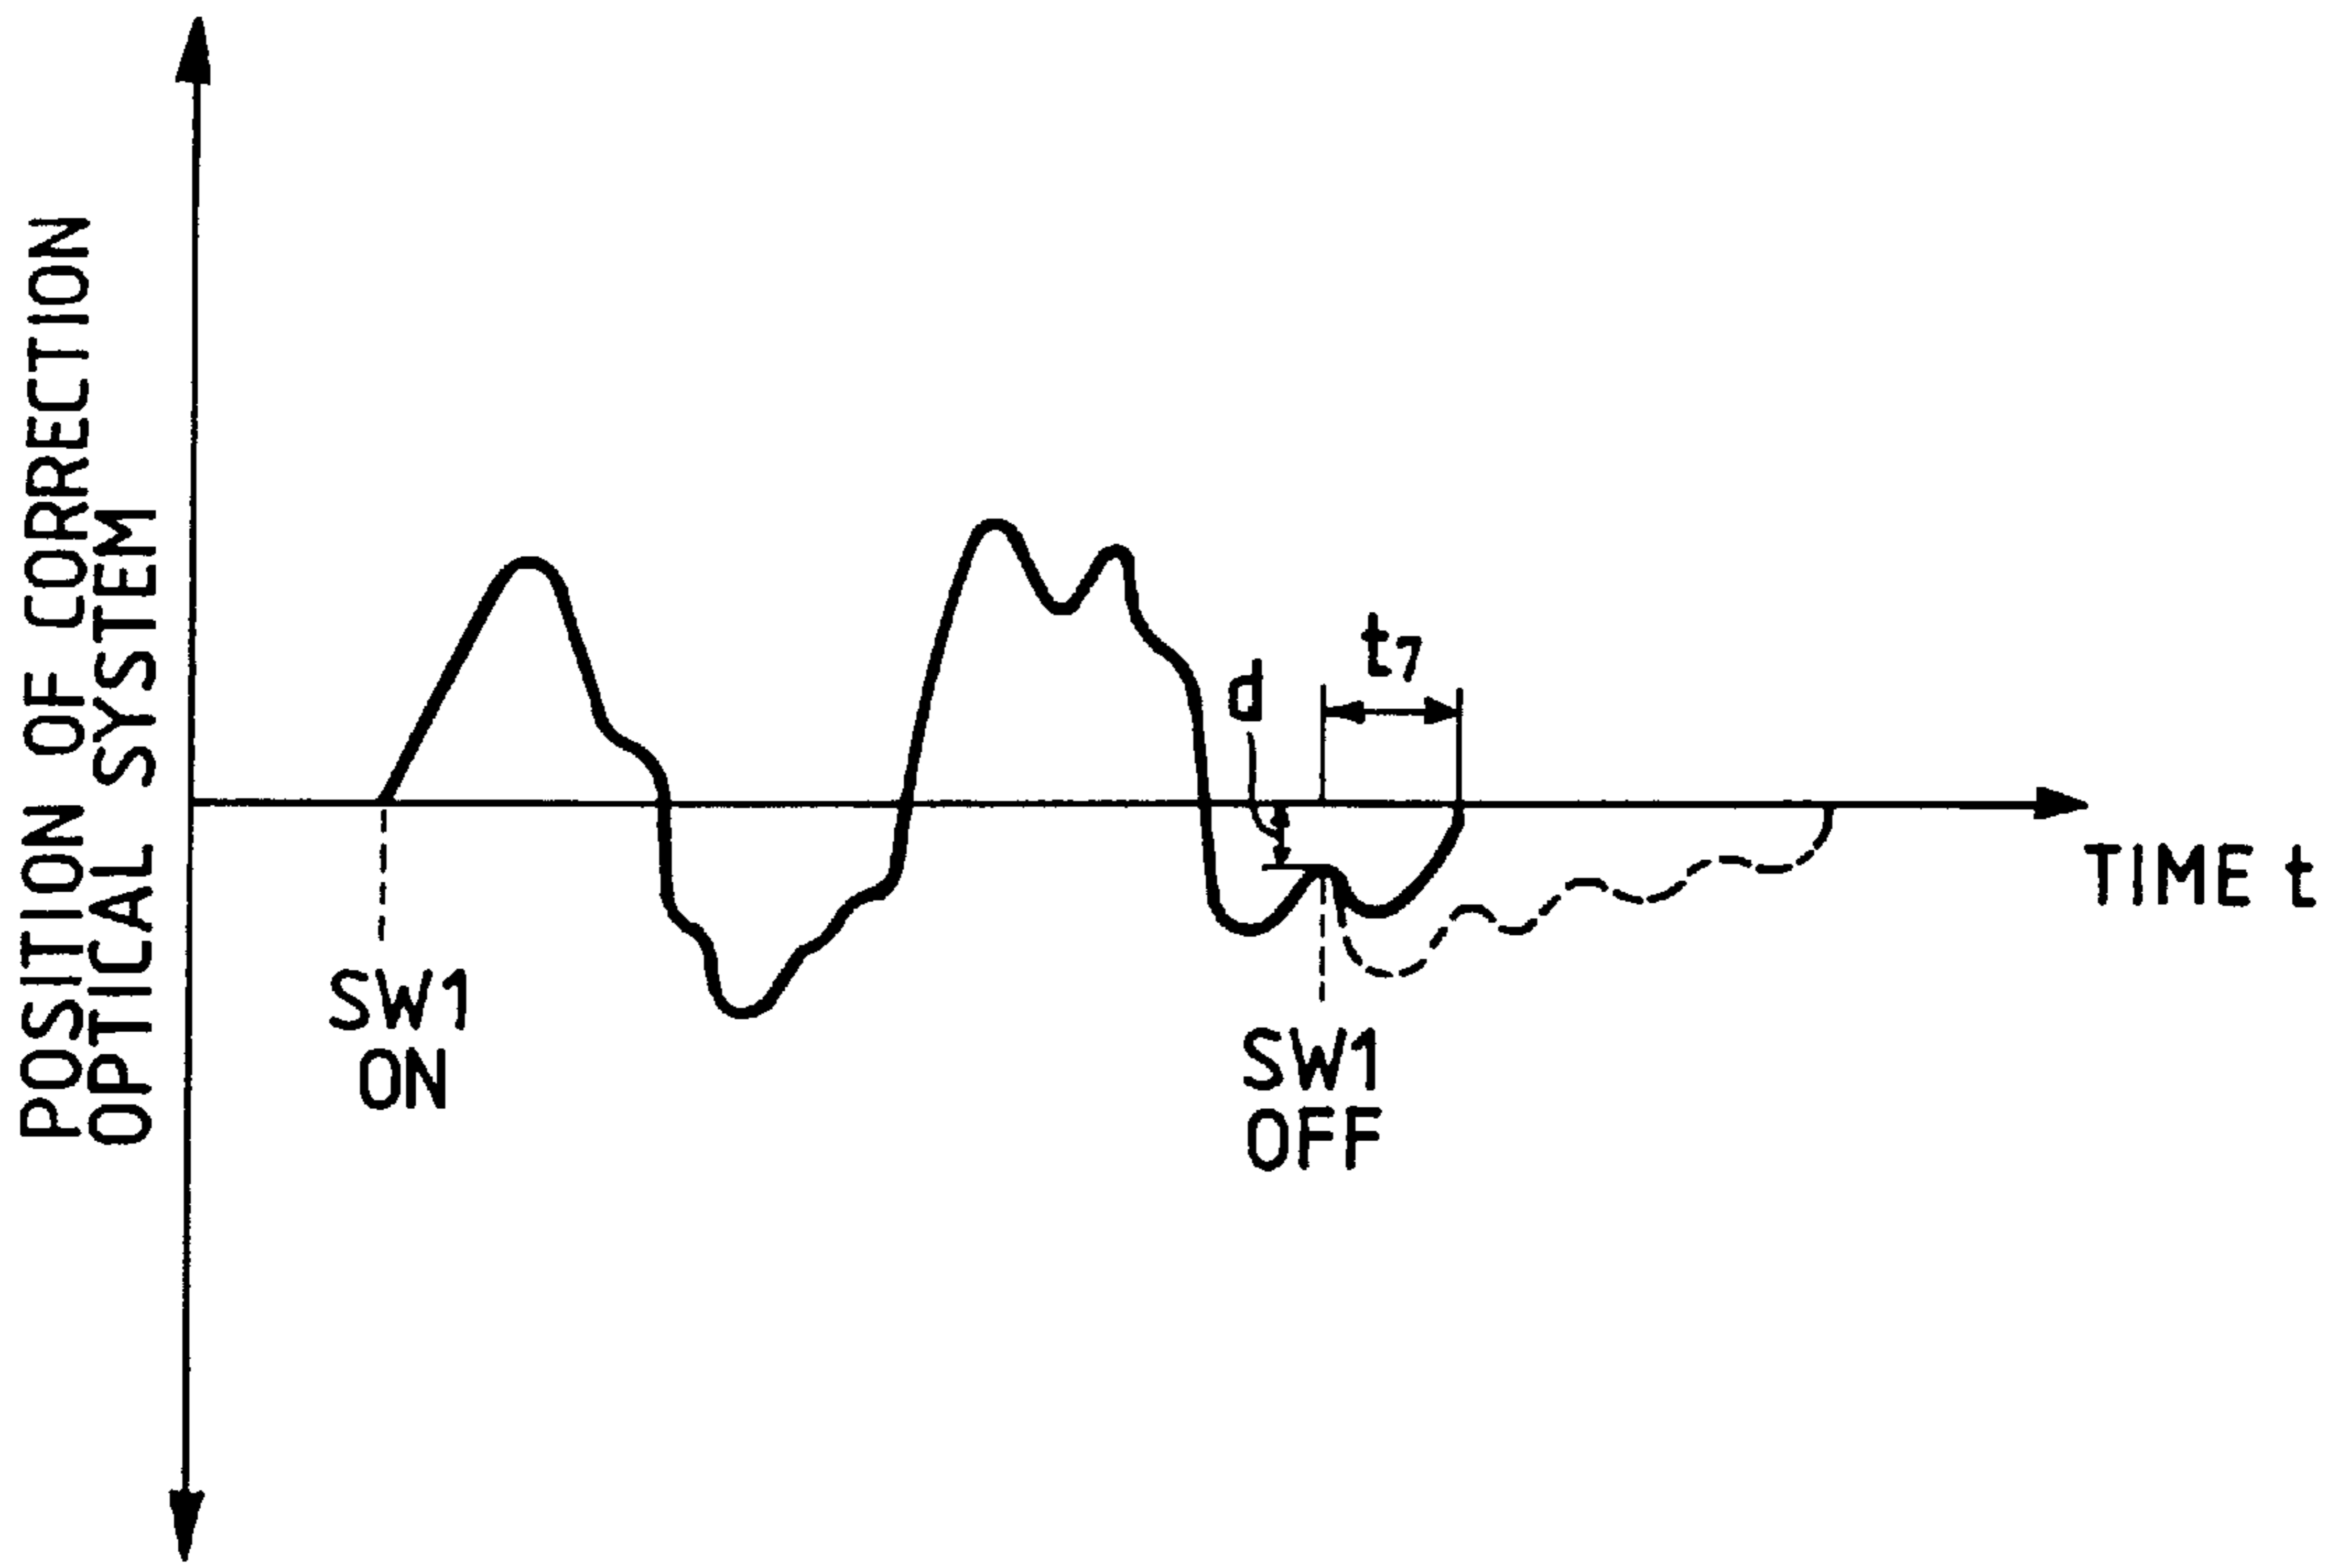 POSITION OF CORRECTION
OPTICAL SYSTEM
d
t7
TIME t
SW1
ON
SW1
OFF